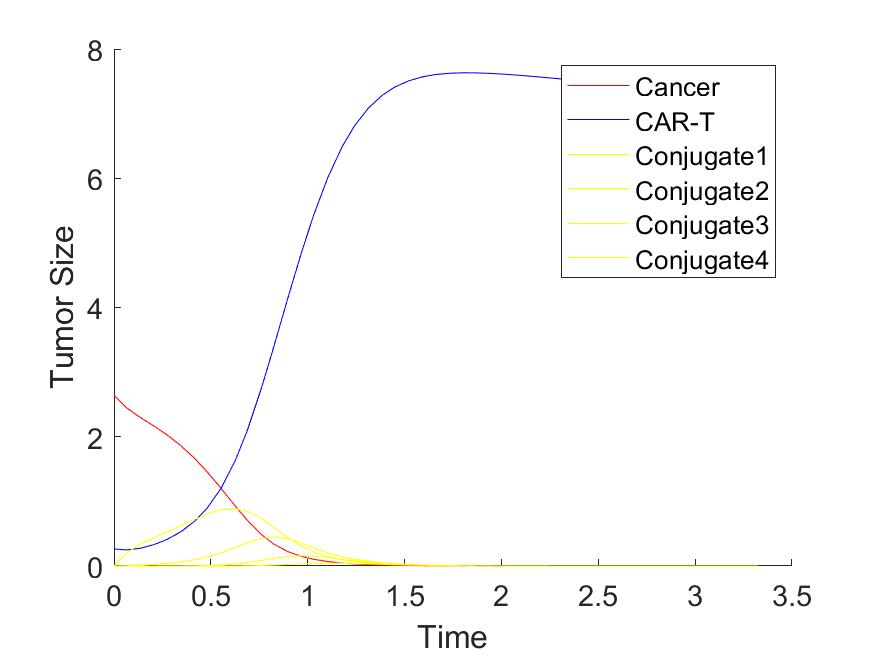 8
6
4
2
0
Tumor Size
Cancer
CAR-T
Conjugate1
Conjugate2
Conjugate3
Conjugate4
0 0.5 1 1.5 2 2.5 3 3.5
Time